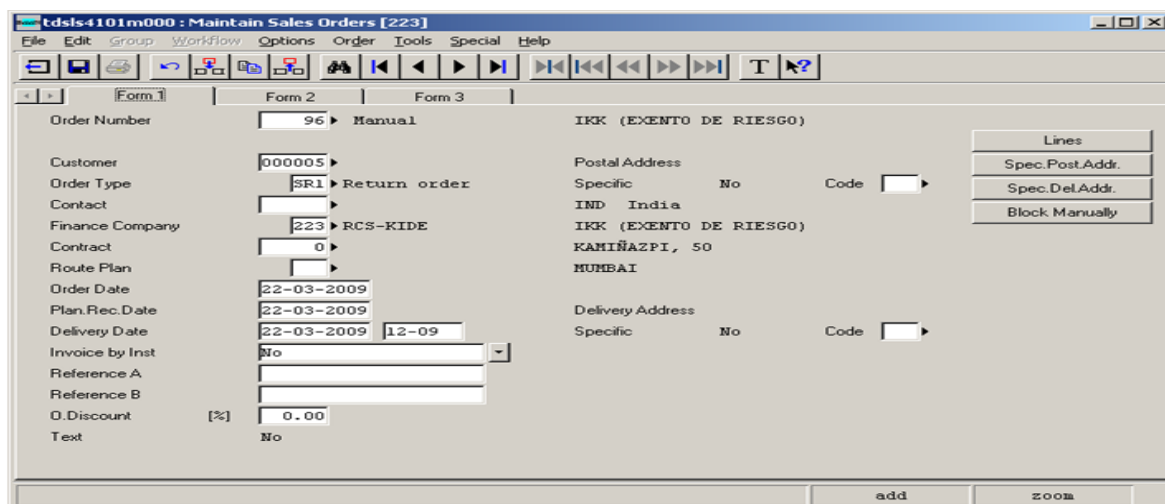 tdsls4101m000 : Maintain Sales Orders [223]
File Edit Group Workflow Options Order Tools Special Help
T ?
Form 1 Form 2 Form 3
Order Number 96 Manual IKK (EXENTO DE RIESGO)
Lines
Customer 000005 Postal Address Spec.Post.Addr.
Order Type SR1 Return order Specific No Code Spec.Del.Addr.
Contact IND India Block Manually
Finance Company 223 RCS-KIDE IKK (EXENTO DE RIESGO)
Contract 0 KAMIÑAZPI, 50
Route Plan MUMBAI
Order Date 22-03-2009
Plan.Rec.Date 22-03-2009 Delivery Address
Delivery Date 22-03-2009 12-09 Specific No Code
Invoice by Inst No
Reference A
Reference B
O.Discount [%] 0.00
Text No
add zoom